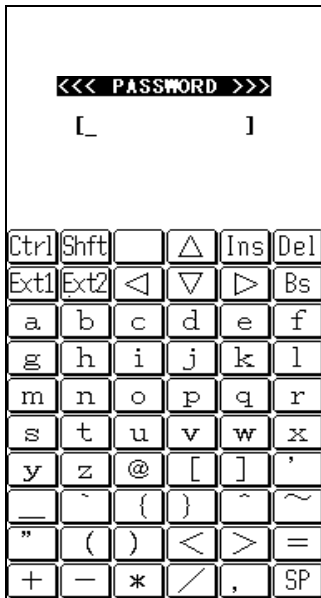 <<< PASSWORD >>>
[_ ]
Ctrl Shft △ Ins Del
Ext1 Ext2 ◁ ▽ ▷ Bs
a b c d e f
g h i j k l
m n o p q r
s t u v w x
y z @ [ ] ’
_ ` { } ^ ~
” ( ) < > =
+ - * / , SP